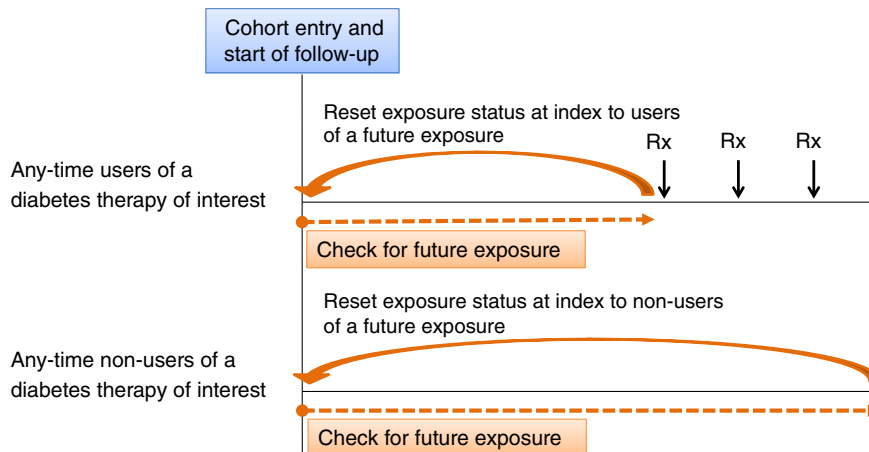 Cohort entry and
start of follow-up
Reset exposure status at index to users
of a future exposure
Rx
Rx
Rx
Any-time users of a
diabetes therapy of interest
Check for future exposure
Reset exposure status at index to non-users
of a future exposure
Any-time non-users of a
diabetes therapy of interest
Check for future exposure